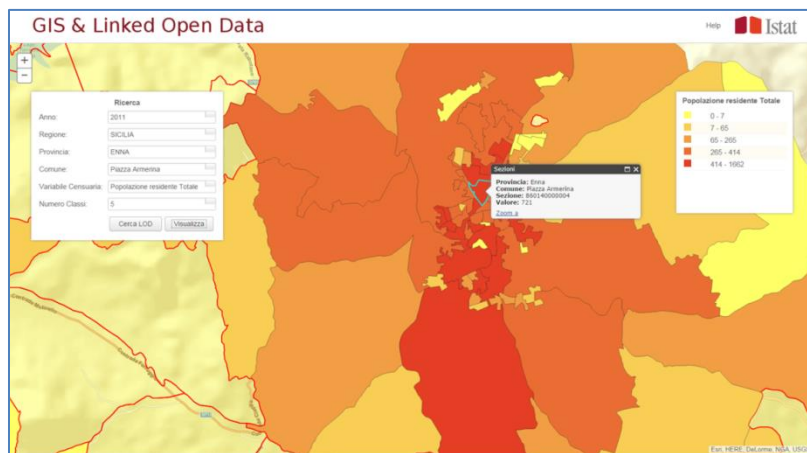 GIS & Linked Open Data
Help
Istat
+
−
Ricerca
Anno:
2011
Regione:
SICILIA
Provincia:
ENNA
Comune:
Piazza Armerina
Variabile Censuaria:
Popolazione residente Totale
Numero Classi:
5
Cerca LOD
Visualizza
Popolazione residente Totale
0 - 7
7 - 65
65 - 265
265 - 414
414 - 1662
Sezioni
Provincia: Enna
Comune: Piazza Armerina
Sezione: 860140000004
Valore: 721
Zoom a
Esri, HERE, DeLorme, NGA, USGS